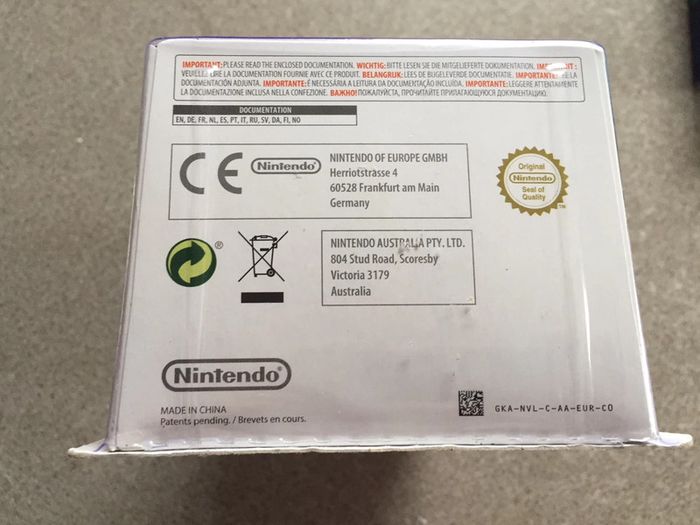 IMPORTANT: PLEASE READ THE ENCLOSED DOCUMENTATION. WICHTIG: BITTE LESEN SIE DIE MITGELIEFERTE DOKUMENTATION. IMPORTANT :
VEUILLEZ LIRE LA DOCUMENTATION FOURNIE AVEC CE PRODUIT. BELANGRIJK: LEES DE BIJGELEVERDE DOCUMENTATIE. IMPORTANTE: LEA LA
DOCUMENTACIÓN ADJUNTA. IMPORTANTE: É NECESSÁRIA A LEITURA DA DOCUMENTAÇÃO INCLUÍDA. IMPORTANTE: LEGGERE ATTENTAMENTE
LA DOCUMENTAZIONE INCLUSA NELLA CONFEZIONE. ВАЖНО! ПОЖАЛУЙСТА, ПРОЧИТАЙТЕ ПРИЛАГАЮЩУЮСЯ ДОКУМЕНТАЦИЮ.
DOCUMENTATION
EN, DE, FR, NL, ES, PT, IT, RU, SV, DA, FI, NO
CE
Nintendo
NINTENDO OF EUROPE GMBH
Herriotstrasse 4
60528 Frankfurt am Main
Germany
Original
Nintendo
Seal of
Quality
TM
®
NINTENDO AUSTRALIA PTY. LTD.
804 Stud Road, Scoresby
Victoria 3179
Australia
Nintendo
MADE IN CHINA
Patents pending. / Brevets en cours.
GKA-NVL-C-AA-EUR-C0